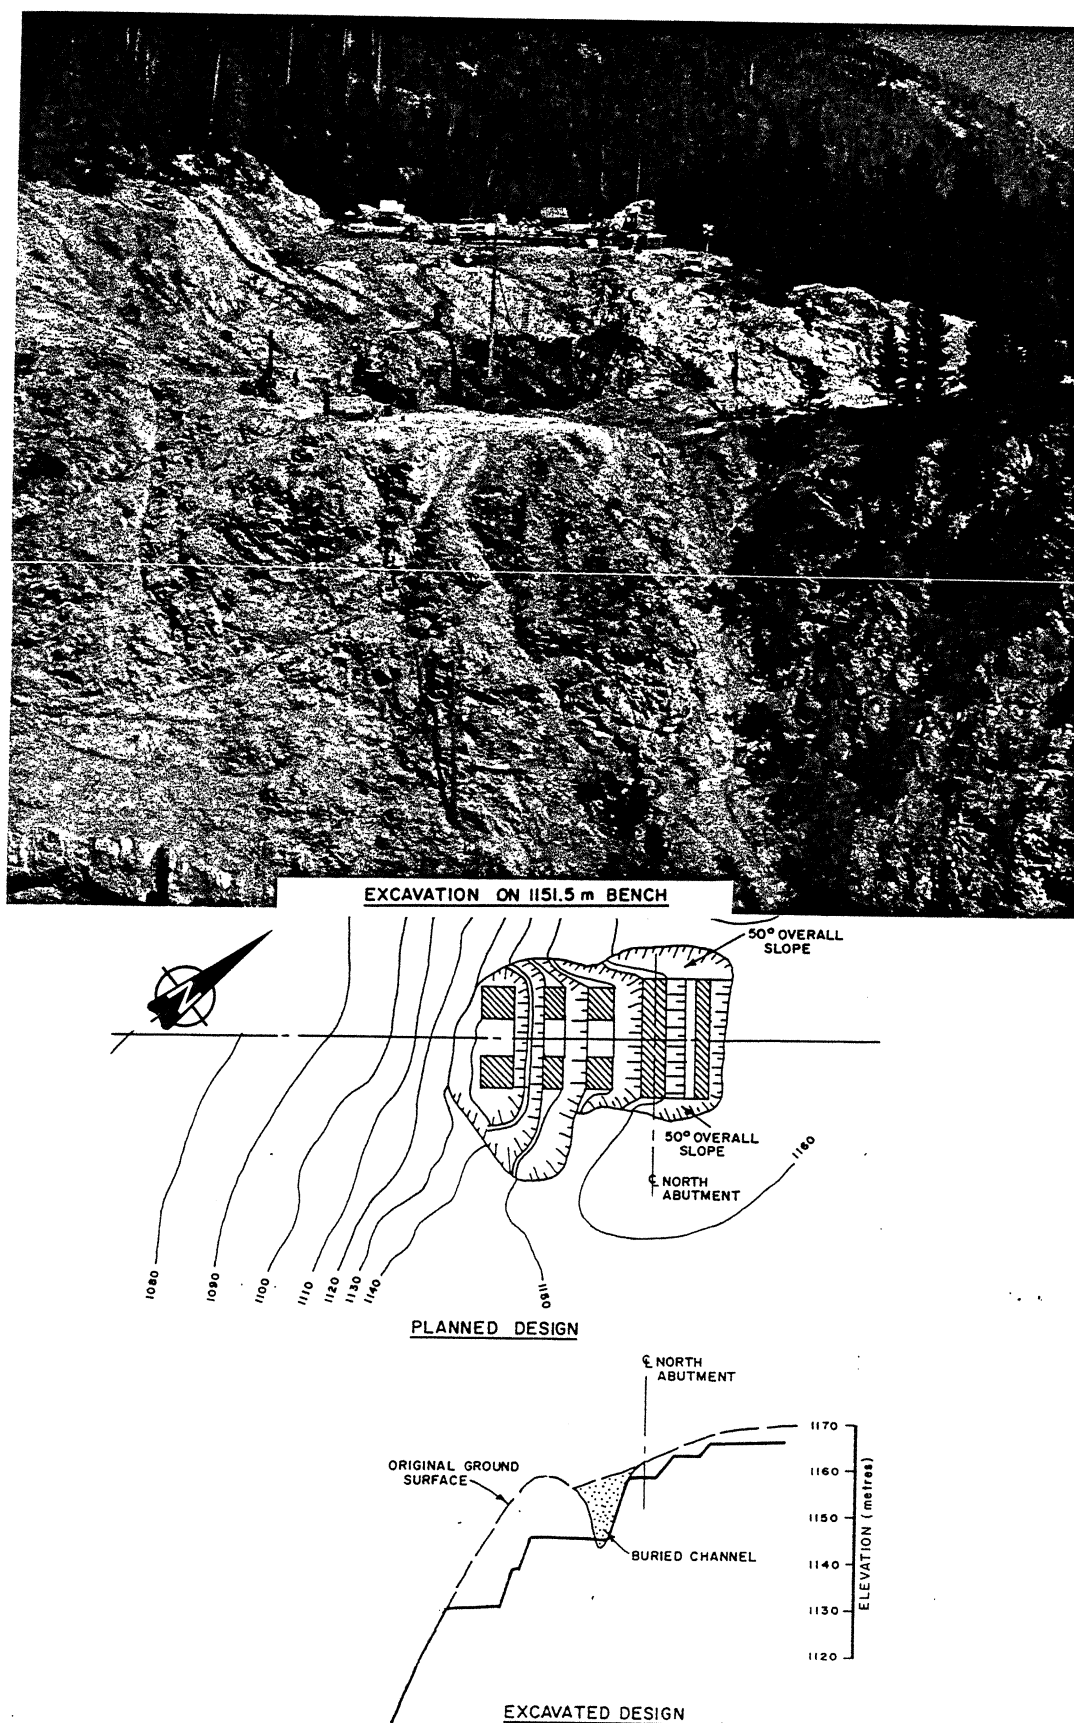 EXCAVATION ON 1151.5 m BENCH
50° OVERALL
SLOPE
N
50° OVERALL
SLOPE
℄ NORTH
ABUTMENT
1160
1080
1090
1100
1110
1120
1130
1140
1150
PLANNED DESIGN
℄ NORTH
ABUTMENT
ORIGINAL GROUND
SURFACE
BURIED CHANNEL
1170
1160
1150
1140
1130
1120
ELEVATION (metres)
EXCAVATED DESIGN